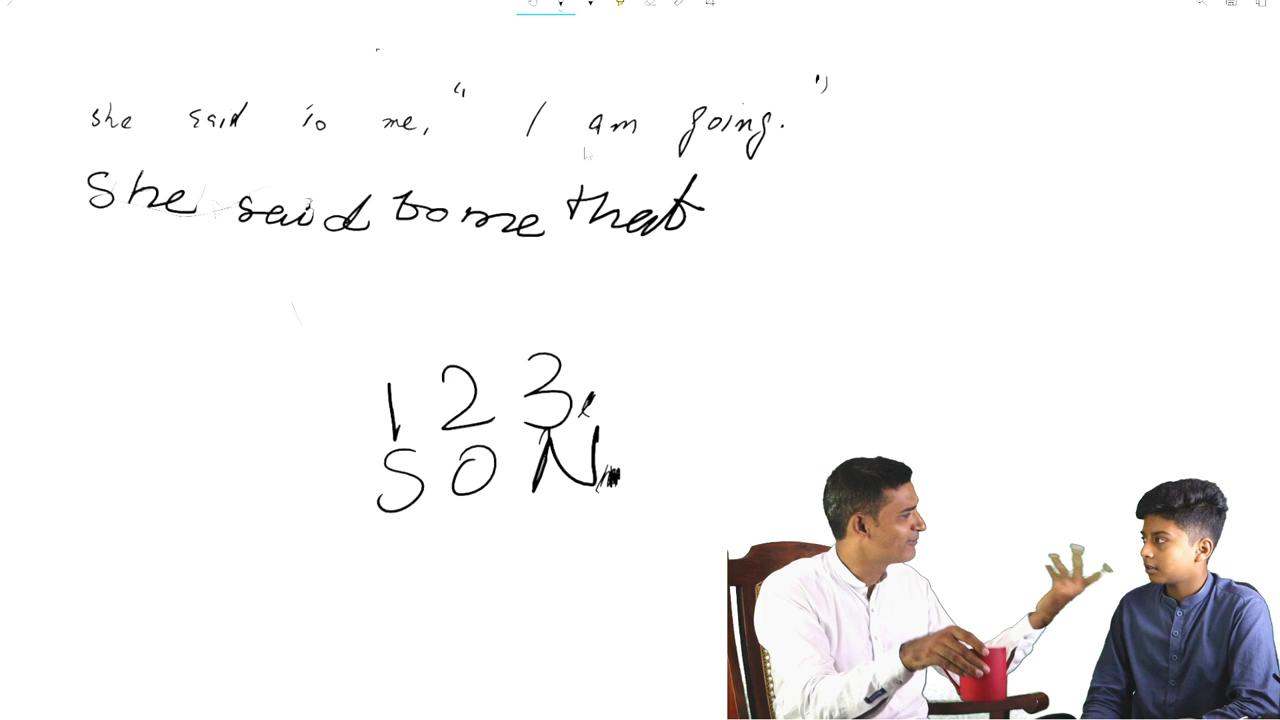 she said to me, " I am going. "
She said to me that
1 2 3
S O N